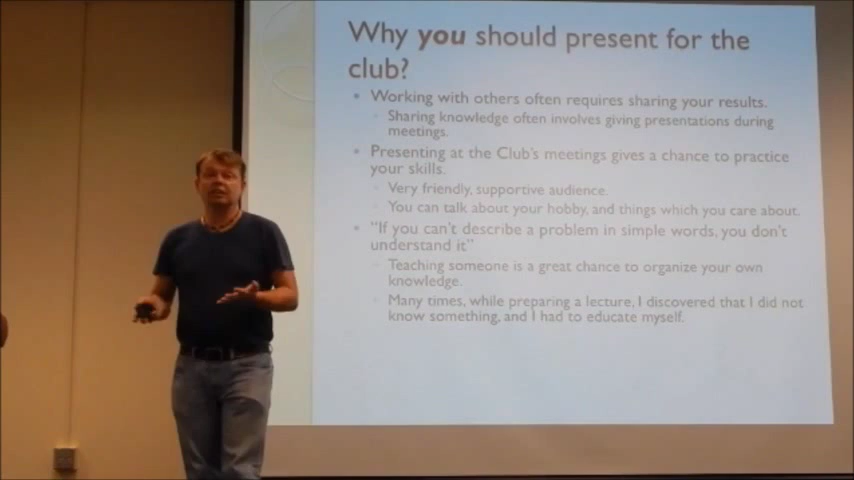 Why you should present for the
club?
• Working with others often requires sharing your results.
◦ Sharing knowledge often involves giving presentations during
meetings.
• Presenting at the Club's meetings gives a chance to practice
your skills.
◦ Very friendly, supportive audience.
◦ You can talk about your hobby, and things which you care about.
• "If you can't describe a problem in simple words, you don't
understand it"
◦ Teaching someone is a great chance to organize your own
knowledge.
◦ Many times, while preparing a lecture, I discovered that I did not
know something, and I had to educate myself.